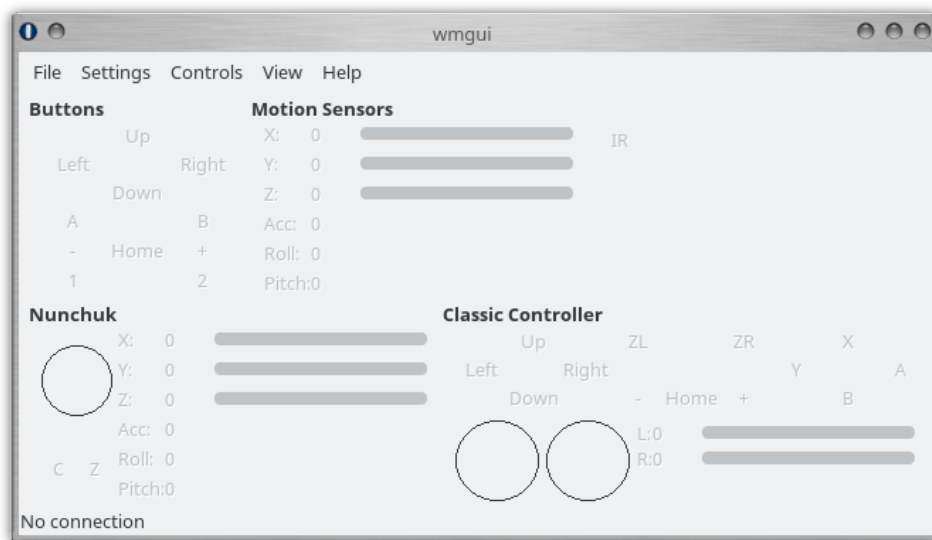 wmgui
File Settings Controls View Help
Buttons
Up
Left Right
Down
A B
- Home +
1 2
Motion Sensors
X: 0
Y: 0
Z: 0
Acc: 0
Roll: 0
Pitch:0
IR
Nunchuk
X: 0
Y: 0
Z: 0
Acc: 0
Roll: 0
Pitch:0
C Z
Classic Controller
Up ZL ZR X
Left Right Y A
Down - Home + B
L:0
R:0
No connection